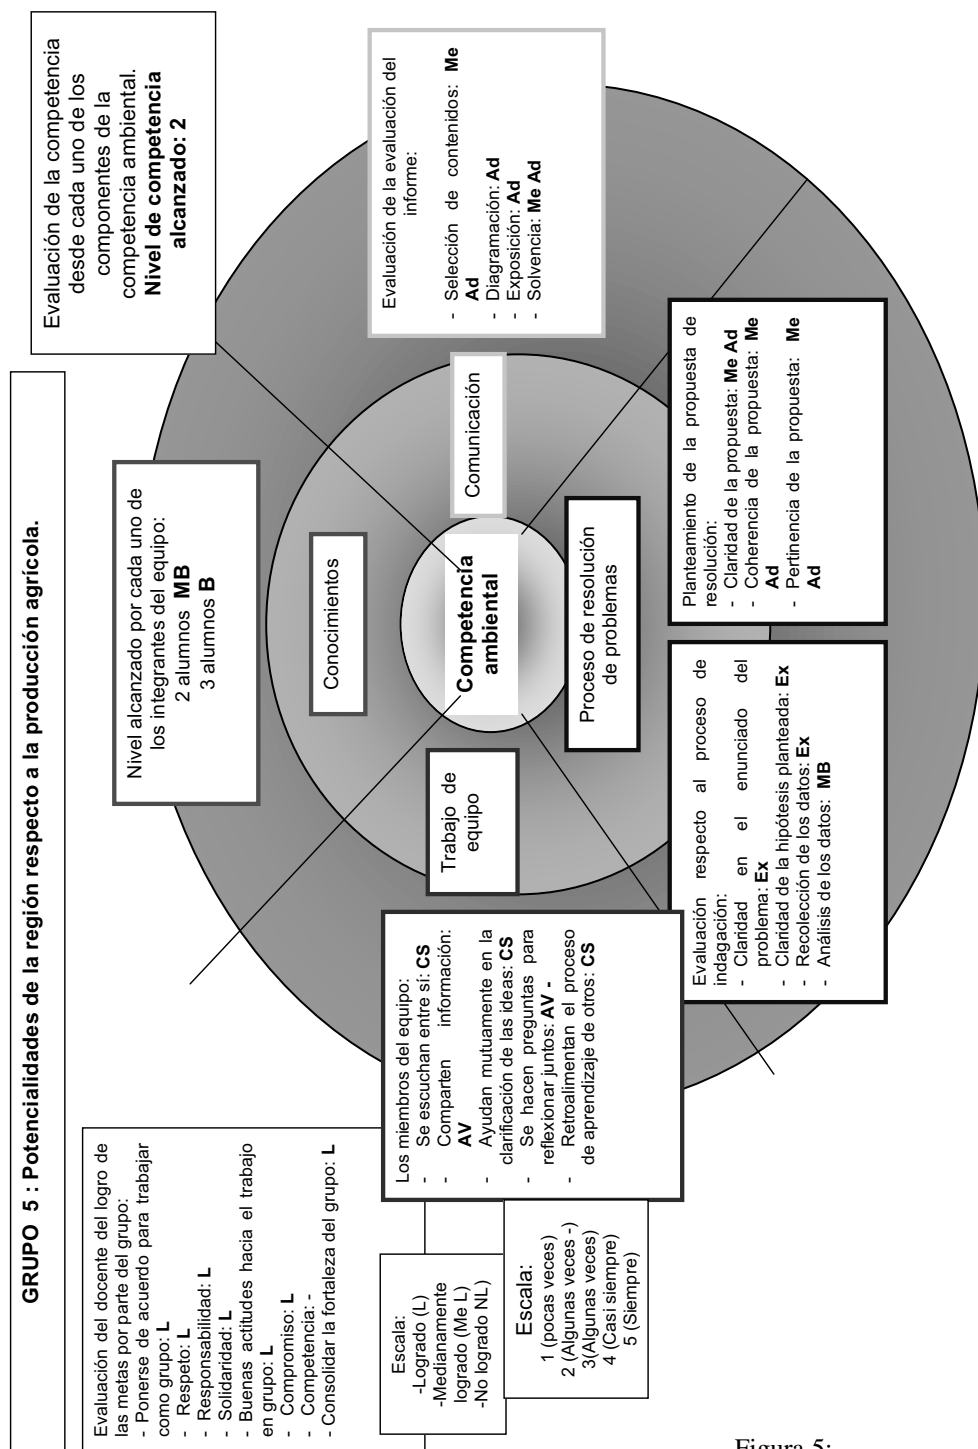 GRUPO 5 : Potencialidades de la región respecto a la producción agrícola.
Evaluación de la competencia
desde cada uno de los
componentes de la
competencia ambiental.
Nivel de competencia
alcanzado: 2
Nivel alcanzado por cada uno de
los integrantes del equipo:
2 alumnos MB
3 alumnos B
Conocimientos
Evaluación de la evaluación del
informe:
- Selección de contenidos: Me
Ad
- Diagramación: Ad
- Exposición: Ad
- Solvencia: Me Ad
Comunicación
Competencia
ambiental
Trabajo de
equipo
Proceso de resolución
de problemas
Evaluación del docente del logro de
las metas por parte del grupo:
- Ponerse de acuerdo para trabajar
como grupo: L
- Respeto: L
- Responsabilidad: L
- Solidaridad: L
- Buenas actitudes hacia el trabajo
en grupo: L
- Compromiso: L
- Competencia: -
- Consolidar la fortaleza del grupo: L
Los miembros del equipo:
- Se escuchan entre sí: CS
- Comparten información:
AV
- Ayudan mutuamente en la
clarificación de las ideas: CS
- Se hacen preguntas para
reflexionar juntos: AV -
- Retroalimentan el proceso
de aprendizaje de otros: CS
Escala:
-Logrado (L)
-Medianamente
logrado (Me L)
-No logrado NL)
Escala:
1 (pocas veces)
2 (Algunas veces -)
3(Algunas veces)
4 (Casi siempre)
5 (Siempre)
Evaluación respecto al proceso de
indagación:
- Claridad en el enunciado del
problema: Ex
- Claridad de la hipótesis planteada: Ex
- Recolección de los datos: Ex
- Análisis de los datos: MB
Planteamiento de la propuesta de
resolución:
- Claridad de la propuesta: Me Ad
- Coherencia de la propuesta: Me
Ad
- Pertinencia de la propuesta: Me
Ad
Figura 5: